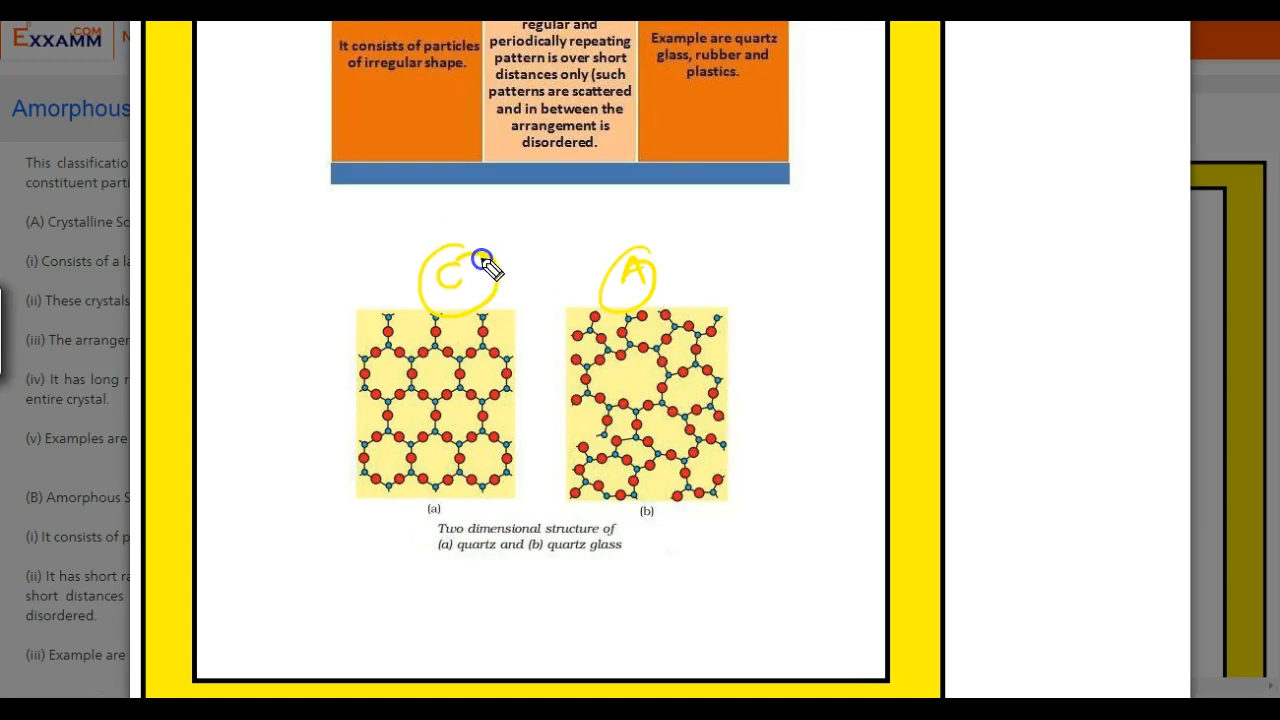 EXXAMM
.COM
N
Amorphous
This classificatio
constituent parti
(A) Crystalline So
(i) Consists of a la
(ii) These crystals
(iii) The arranger
(iv) It has long r
entire crystal.
(v) Examples are
(B) Amorphous S
(i) It consists of p
(ii) It has short ra
short distances
disordered.
(iii) Example are
It consists of particles
of irregular shape.
regular and
periodically repeating
pattern is over short
distances only (such
patterns are scattered
and in between the
arrangement is
disordered.
Example are quartz
glass, rubber and
plastics.
C
A
(a)
(b)
Two dimensional structure of
(a) quartz and (b) quartz glass